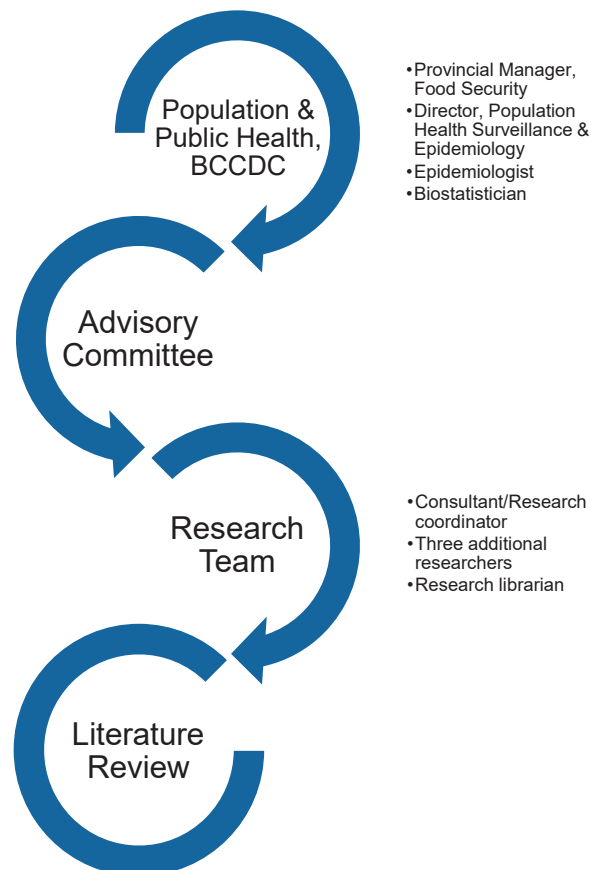 Population &
Public Health,
BCCDC
•Provincial Manager,
Food Security
•Director, Population
Health Surveillance &
Epidemiology
•Epidemiologist
•Biostatistician
Advisory
Committee
Research
Team
•Consultant/Research
coordinator
•Three additional
researchers
•Research librarian
Literature
Review